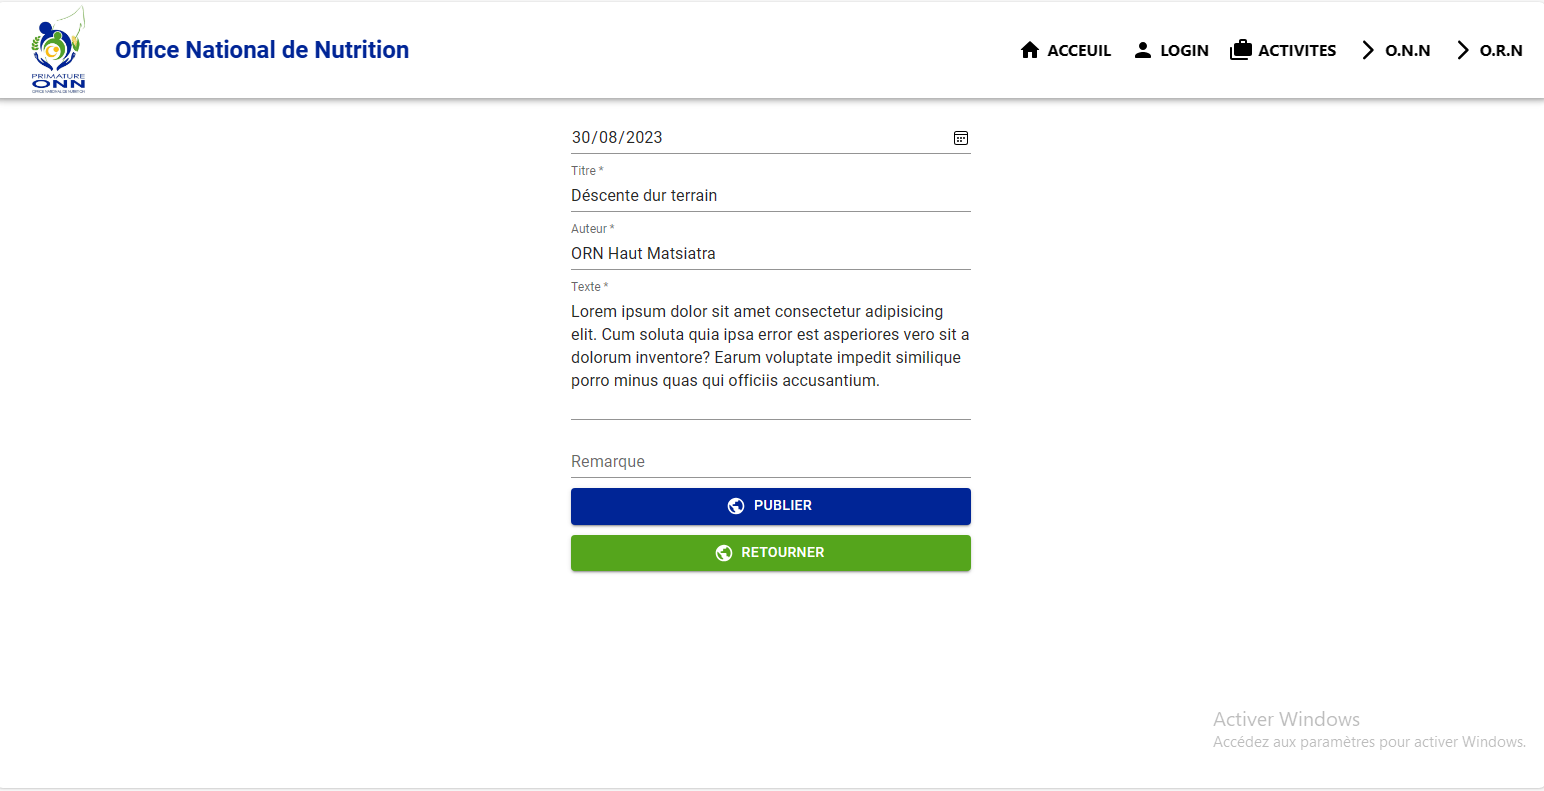 PRIMATURE
ONN
OFFICE NATIONAL DE NUTRITION
Office National de Nutrition
ACCEUIL
LOGIN
ACTIVITES
O.N.N
O.R.N
30/08/2023
Titre *
Déscente dur terrain
Auteur *
ORN Haut Matsiatra
Texte *
Lorem ipsum dolor sit amet consectetur adipisicing
elit. Cum soluta quia ipsa error est asperiores vero sit a
dolorum inventore? Earum voluptate impedit similique
porro minus quas qui officiis accusantium.
Remarque
PUBLIER
RETOURNER
Activer Windows
Accédez aux paramètres pour activer Windows.